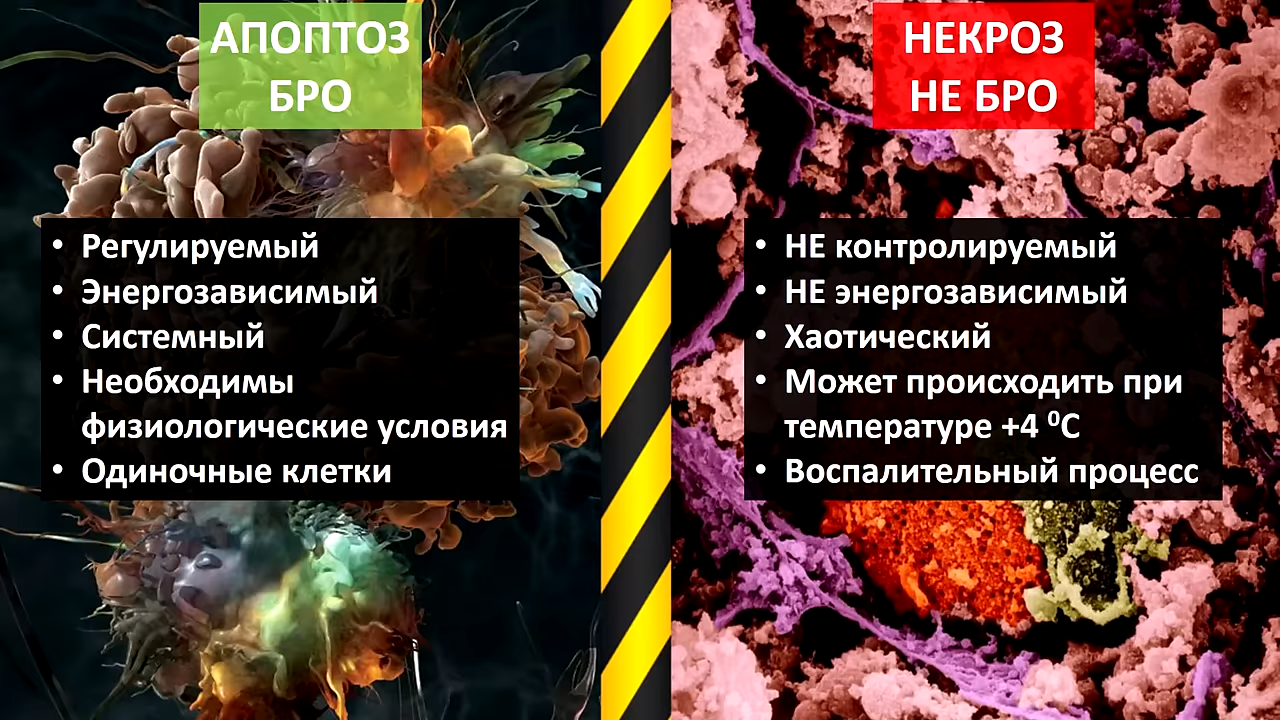 АПОПТОЗ
БРО
• Регулируемый
• Энергозависимый
• Системный
• Необходимы
физиологические условия
• Одиночные клетки
НЕКРОЗ
НЕ БРО
• НЕ контролируемый
• НЕ энергозависимый
• Хаотический
• Может происходить при
температуре +4 ⁰С
• Воспалительный процесс